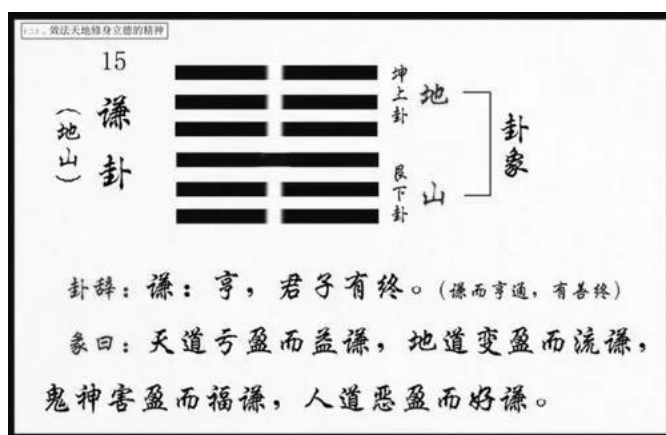 (二)、效法天地修身立德的精神
15
谦卦
(地山)
坤上卦
地
艮下卦
山
卦象
卦辞：谦：亨，君子有终。(谦而亨通，有善终)
彖曰：天道亏盈而益谦，地道变盈而流谦，
鬼神害盈而福谦，人道恶盈而好谦。